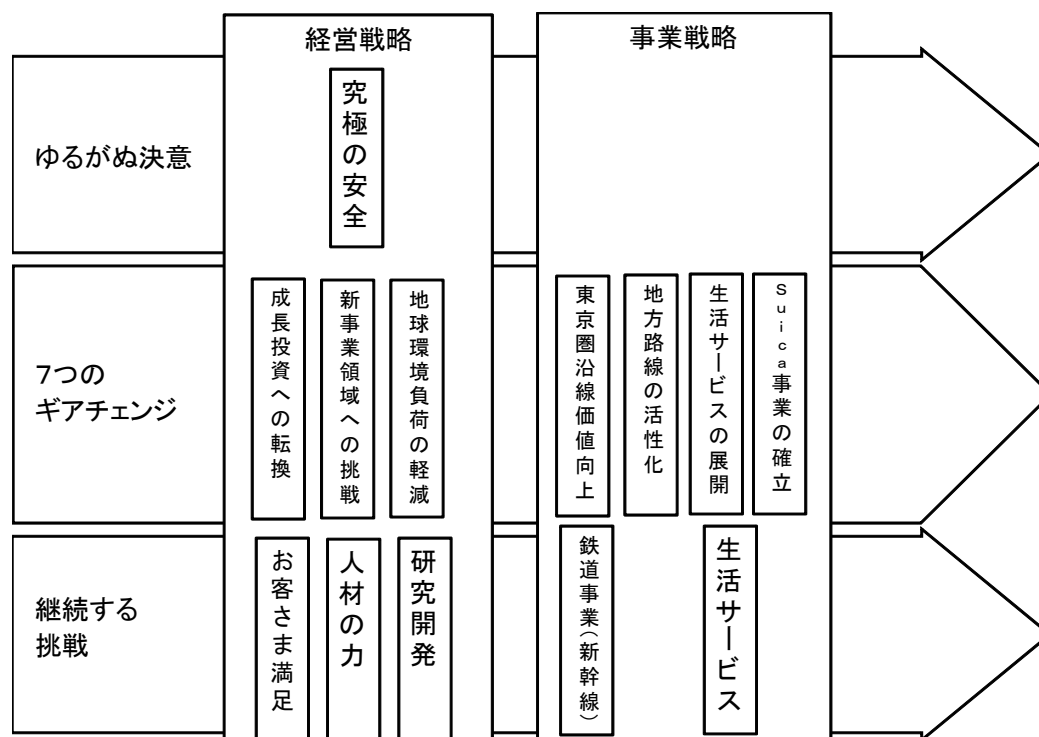 経営戦略
事業戦略
ゆるがぬ決意
究極の安全
7つの
ギアチェンジ
成長投資への転換
新事業領域への挑戦
地球環境負荷の軽減
東京圏沿線価値向上
地方路線の活性化
生活サービスの展開
Suica事業の確立
継続する
挑戦
お客さま満足
人材の力
研究開発
鉄道事業(新幹線)
生活サービス